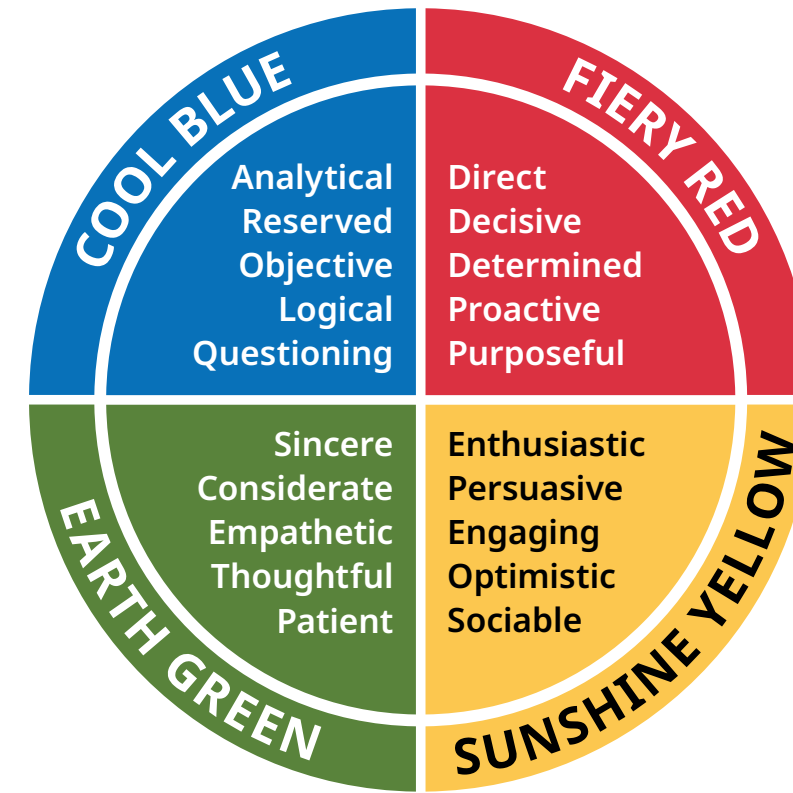 COOL BLUE
Analytical
Reserved
Objective
Logical
Questioning
FIERY RED
Direct
Decisive
Determined
Proactive
Purposeful
EARTH GREEN
Sincere
Considerate
Empathetic
Thoughtful
Patient
SUNSHINE YELLOW
Enthusiastic
Persuasive
Engaging
Optimistic
Sociable